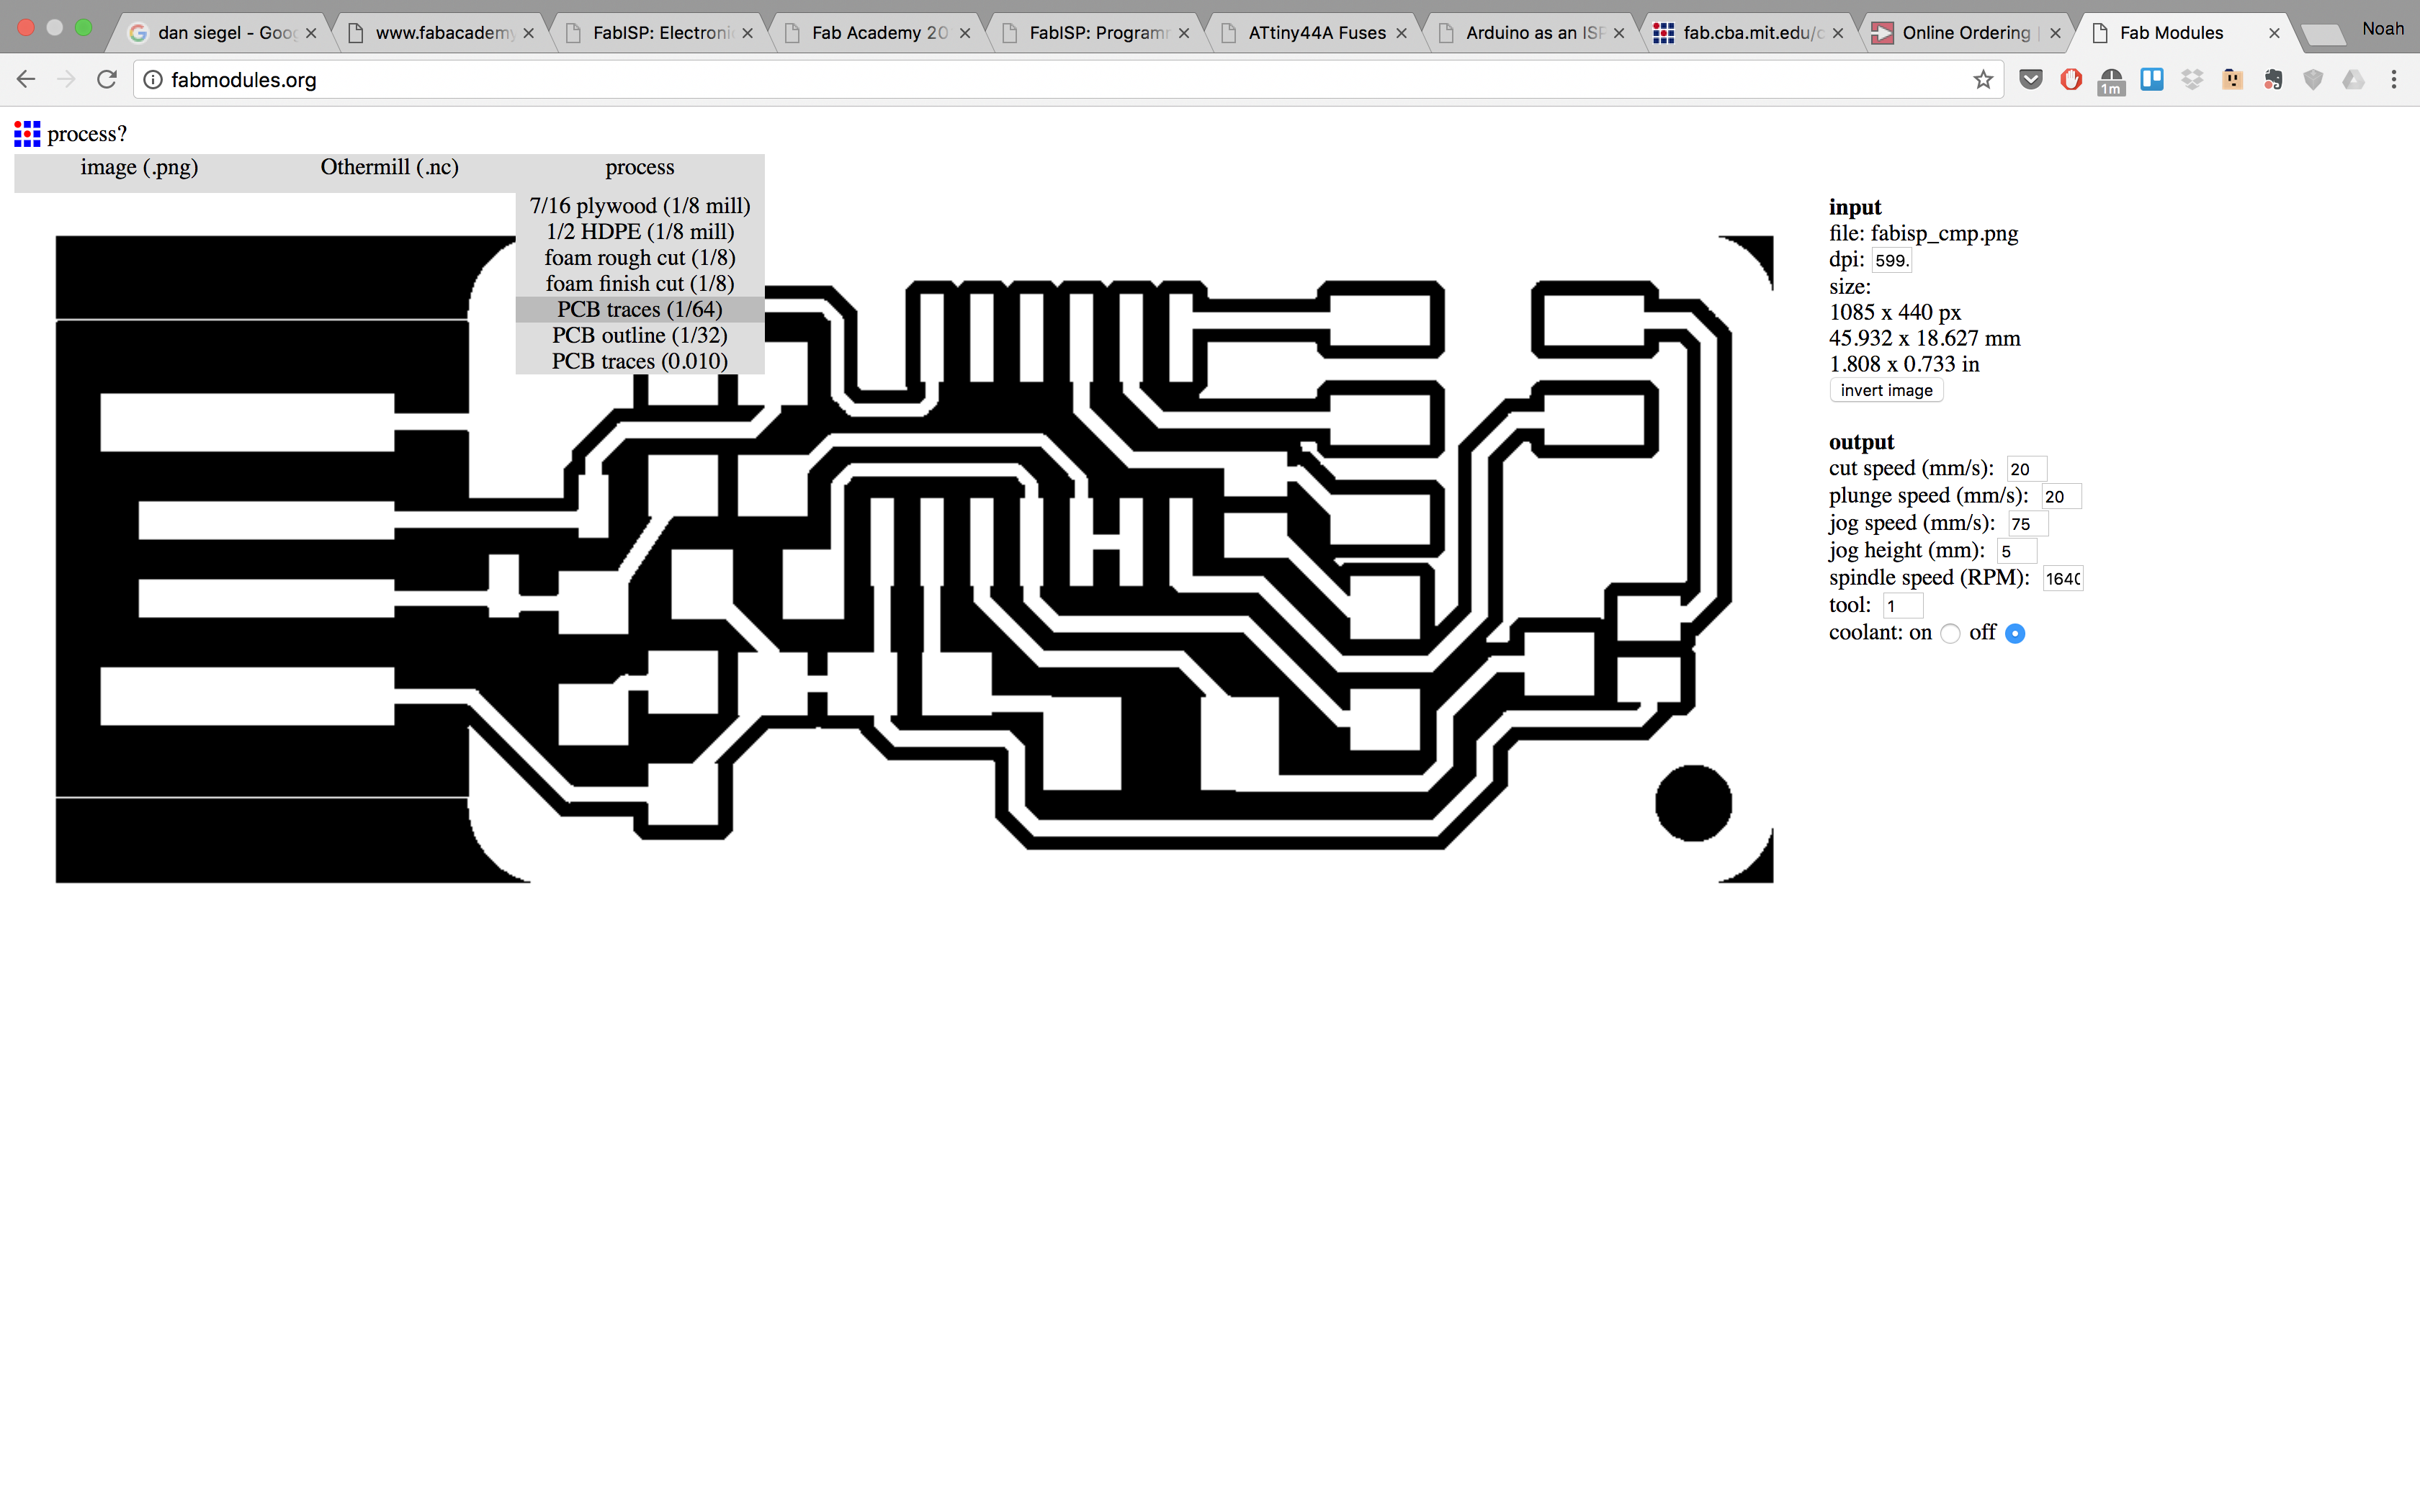 dan siegel - Goog
www.fabacademy
FabISP: Electroni
Fab Academy 20
FabISP: Program
ATtiny44A Fuses
Arduino as an ISP
fab.cba.mit.edu/c
Online Ordering |
Fab Modules
Noah
fabmodules.org
1m
process?
image (.png)
Othermill (.nc)
process
7/16 plywood (1/8 mill)
1/2 HDPE (1/8 mill)
foam rough cut (1/8)
foam finish cut (1/8)
PCB traces (1/64)
PCB outline (1/32)
PCB traces (0.010)
input
file: fabisp_cmp.png
dpi: 599.
size:
1085 x 440 px
45.932 x 18.627 mm
1.808 x 0.733 in
invert image
output
cut speed (mm/s): 20
plunge speed (mm/s): 20
jog speed (mm/s): 75
jog height (mm): 5
spindle speed (RPM): 1640
tool: 1
coolant: on off